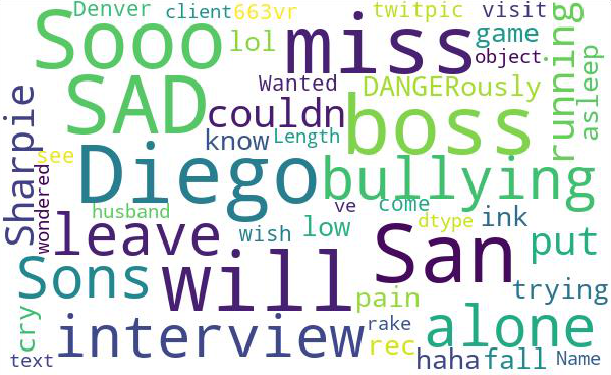 Denver client 663vr twitpic visit
Sooo lol miss game running
object
SAD Wanted DANGERously asleep
couldn boss
Sharpie know Length
see Diego bullying
wondered husband ve come dtype ink
leave wish low San put
Sons will trying
cry pain
interview rake alone
text rec haha fall Name